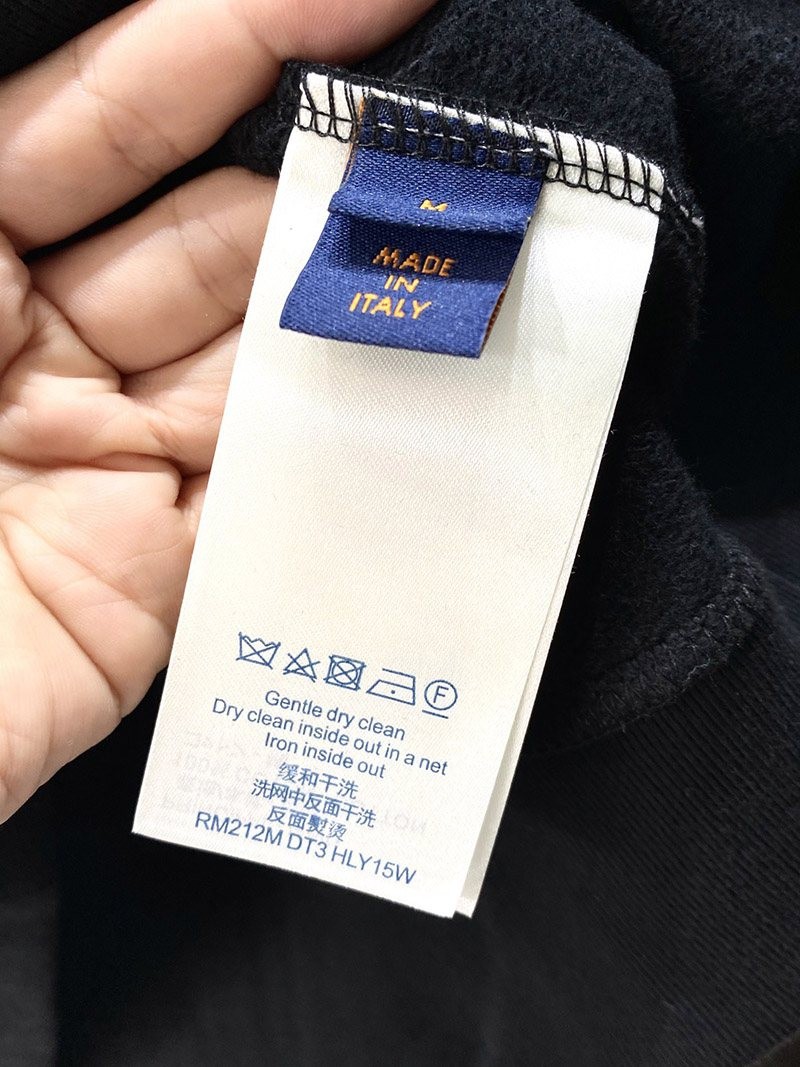 M
MADE
IN
ITALY
F
Gentle dry clean
Dry clean inside out in a net
Iron inside out
缓和干洗
洗网中反面干洗
反面熨烫
RM212M DT3 HLY15W